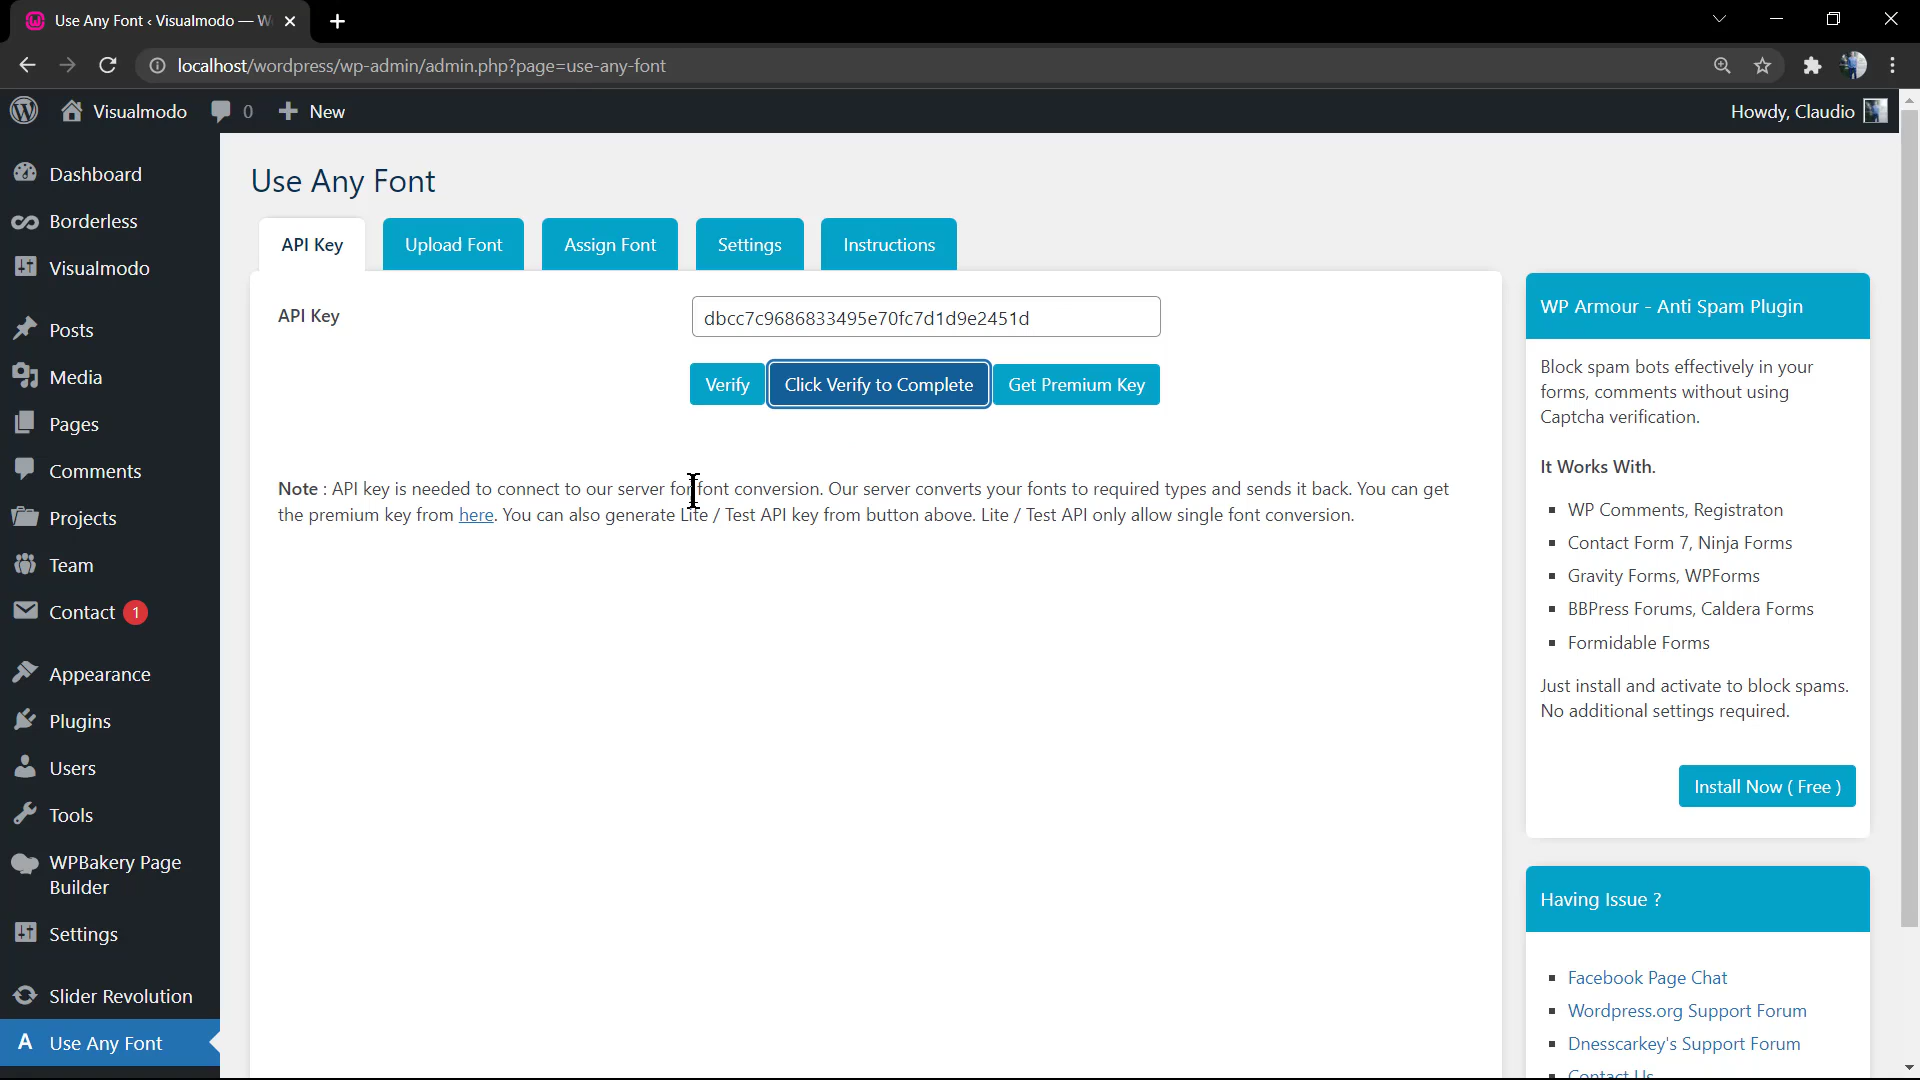 Use Any Font ‹ Visualmodo — W
localhost/wordpress/wp-admin/admin.php?page=use-any-font
Visualmodo
0
New
Howdy, Claudio
Dashboard
Borderless
Visualmodo
Posts
Media
Pages
Comments
Projects
Team
Contact 1
Appearance
Plugins
Users
Tools
WPBakery Page
Builder
Settings
Slider Revolution
A Use Any Font
Use Any Font
API Key
Upload Font
Assign Font
Settings
Instructions
API Key
dbcc7c9686833495e70fc7d1d9e2451d
Verify
Click Verify to Complete
Get Premium Key
Note : API key is needed to connect to our server for font conversion. Our server converts your fonts to required types and sends it back. You can get
the premium key from here. You can also generate Lite / Test API key from button above. Lite / Test API only allow single font conversion.
WP Armour - Anti Spam Plugin
Block spam bots effectively in your
forms, comments without using
Captcha verification.
It Works With.
WP Comments, Registraton
Contact Form 7, Ninja Forms
Gravity Forms, WPForms
BBPress Forums, Caldera Forms
Formidable Forms
Just install and activate to block spams.
No additional settings required.
Install Now ( Free )
Having Issue ?
Facebook Page Chat
Wordpress.org Support Forum
Dnesscarkey's Support Forum
Contact Us